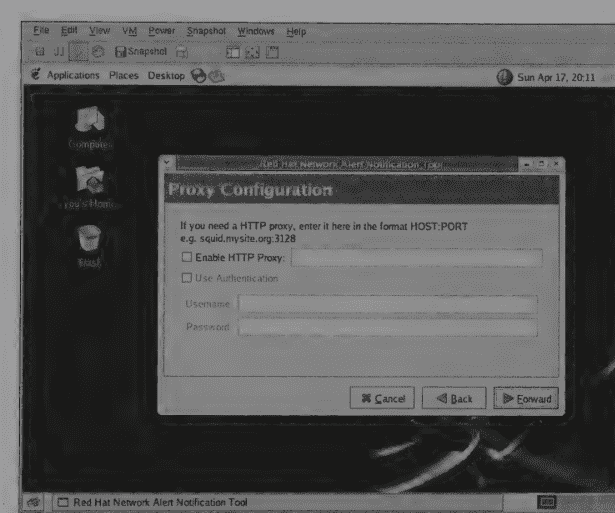 File Edit View VM Power Snapshot Windows Help
Snapshot
Applications Places Desktop
Sun Apr 17, 20:11
Computer
Red Hat Network Alert Notification Tool
Proxy Configuration
If you need a HTTP proxy, enter it here in the format HOST:PORT
e.g. squid.mysite.org:3128
Enable HTTP Proxy:
Use Authentication
Username:
Password:
Cancel Back Forward
Trash
Red Hat Network Alert Notification Tool